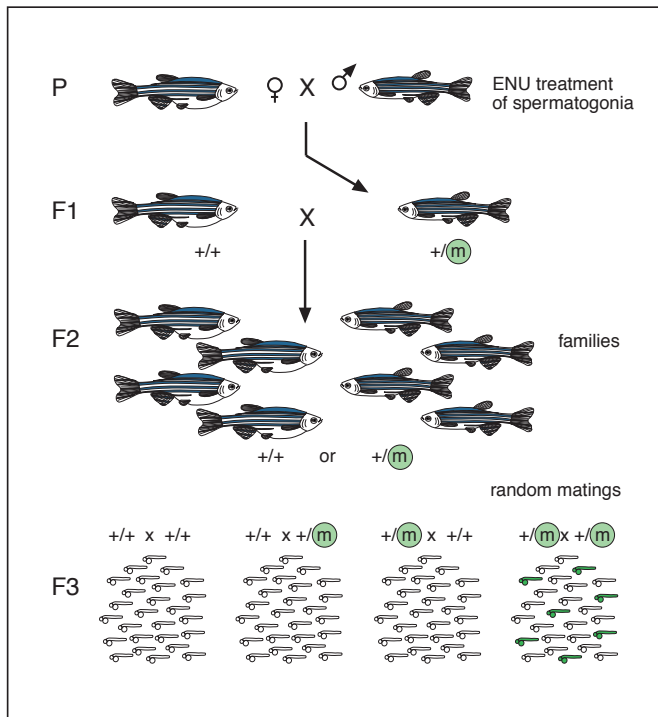 P ♀ X ♂ ENU treatment
of spermatogonia
F1 X
+/+ +/m
F2 families
+/+ or +/m
random matings
+/+ x +/+ +/+ x +/m +/m x +/+ +/m x +/m
F3